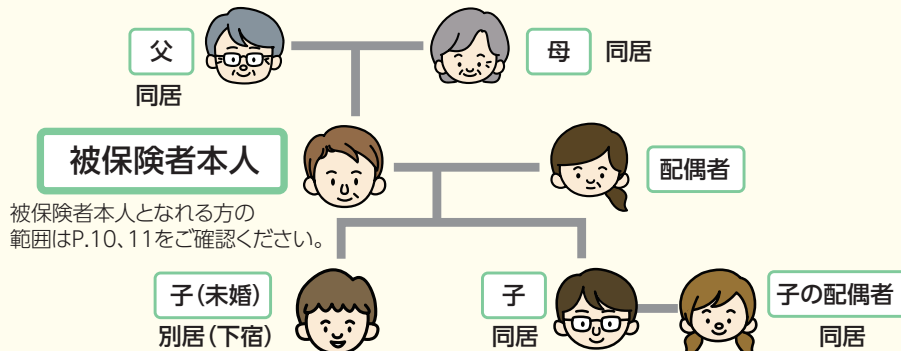 父
同居
母 同居
被保険者本人
配偶者
被保険者本人となれる方の
範囲はP.10、11をご確認ください。
子(未婚)
別居(下宿)
子
同居
子の配偶者
同居